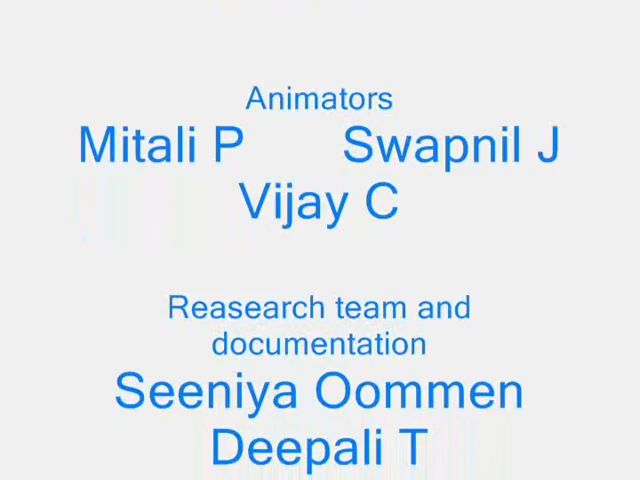 Animators
Mitali P Swapnil J
Vijay C
Reasearch team and
documentation
Seeniya Oommen
Deepali T